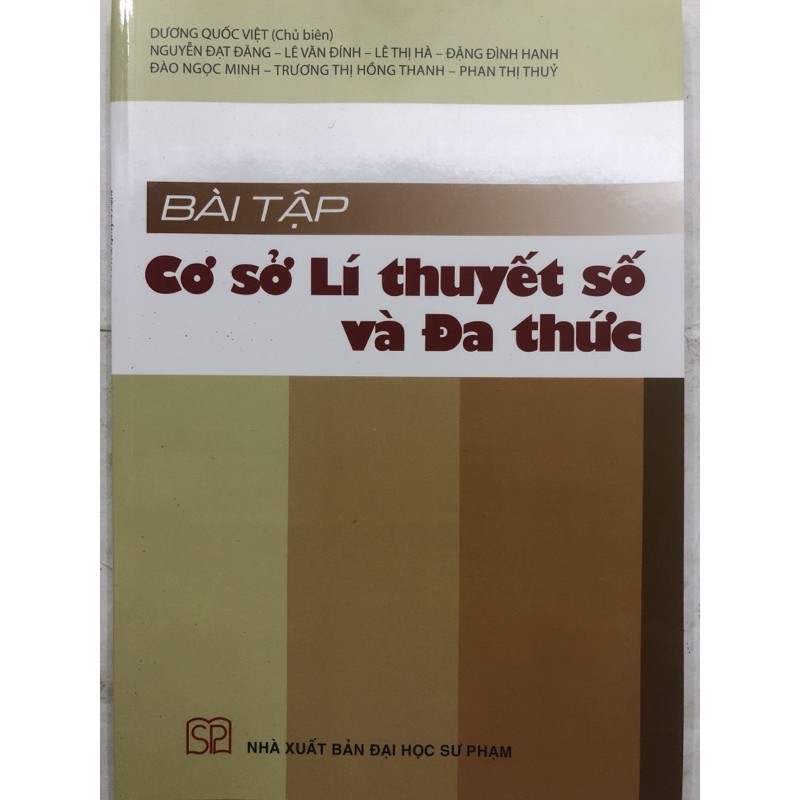 DƯƠNG QUỐC VIỆT (Chủ biên)
NGUYỄN ĐẠT ĐĂNG – LÊ VĂN ĐÍNH – LÊ THỊ HÀ – ĐẶNG ĐÌNH HANH
ĐÀO NGỌC MINH – TRƯƠNG THỊ HỒNG THANH – PHAN THỊ THUỶ
BÀI TẬP
Cơ sở Lí thuyết số
và Đa thức
SP
NHÀ XUẤT BẢN ĐẠI HỌC SƯ PHẠM